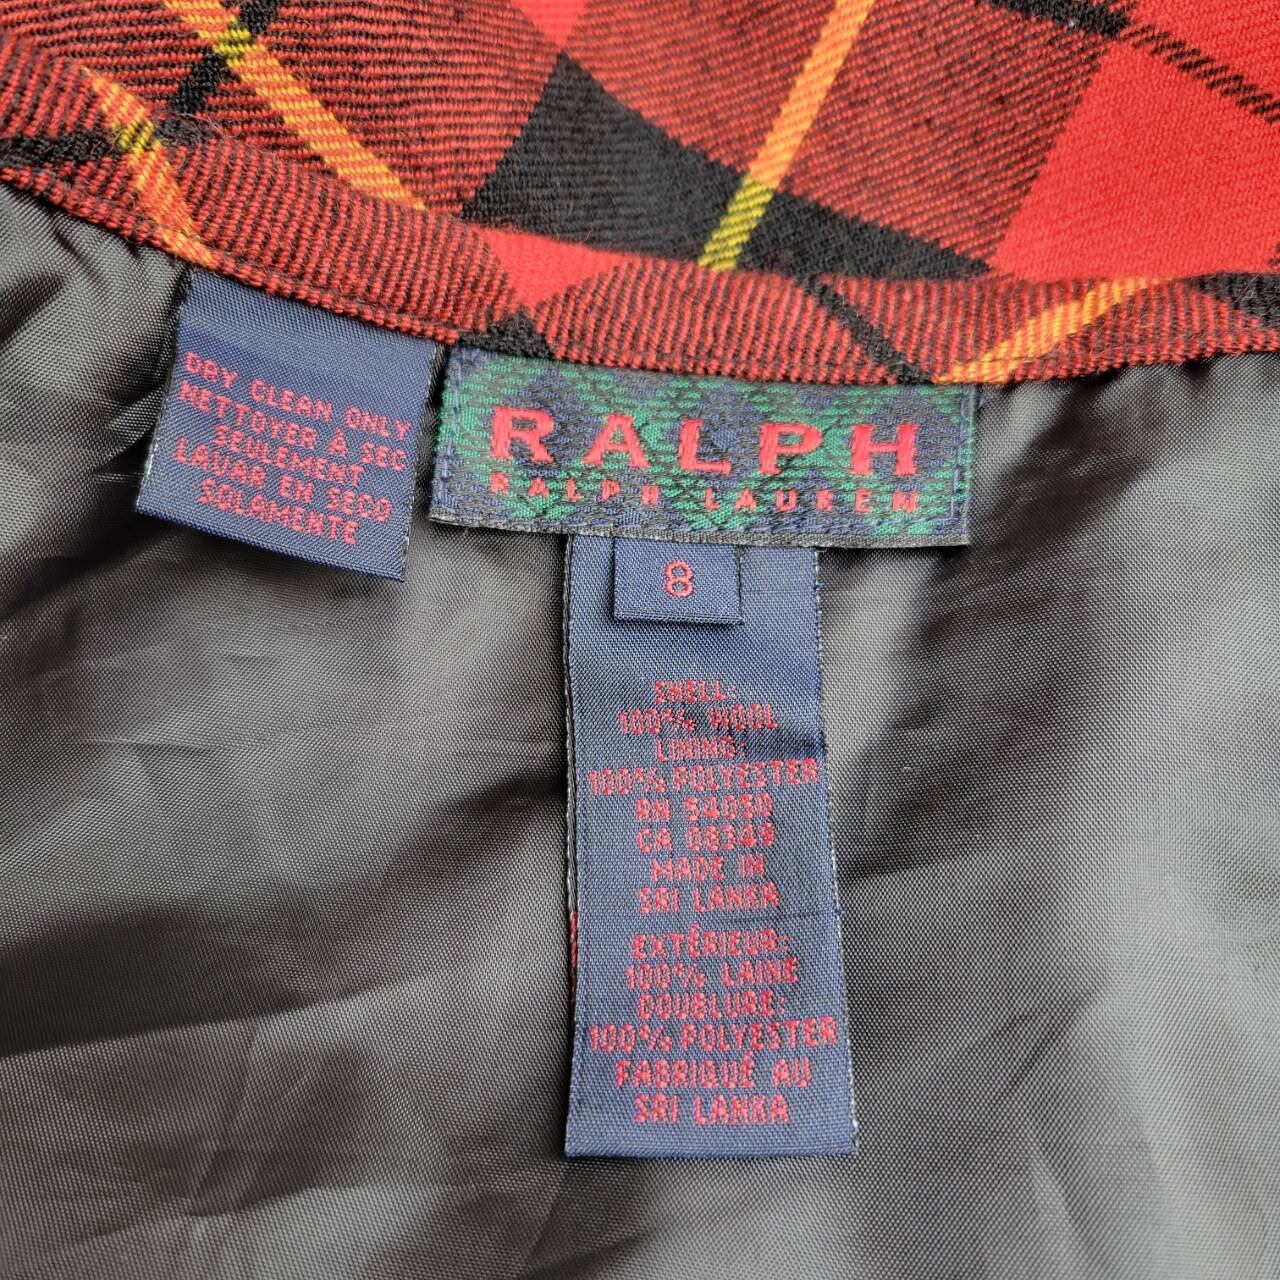 DRY CLEAN ONLY
NETTOYER À SEC
SEULEMENT
LAVAR EN SECO
SOLAMENTE
RALPH
RALPH LAUREN
8
SHELL:
100% WOOL
LINING:
100% POLYESTER
RN 54050
CA 08349
MADE IN
SRI LANKA
EXTÉRIEUR:
100% LAINE
DOUBLURE:
100% POLYESTER
FABRIQUÉ AU
SRI LANKA